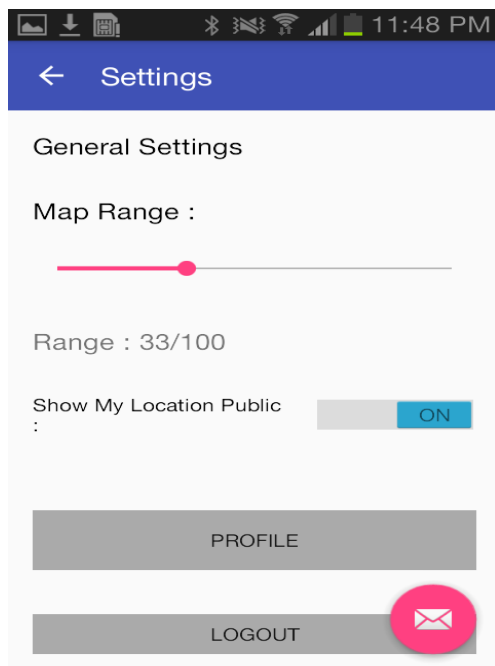 11:48 PM
Settings
General Settings
Map Range :
Range : 33/100
Show My Location Public
:
ON
PROFILE
LOGOUT